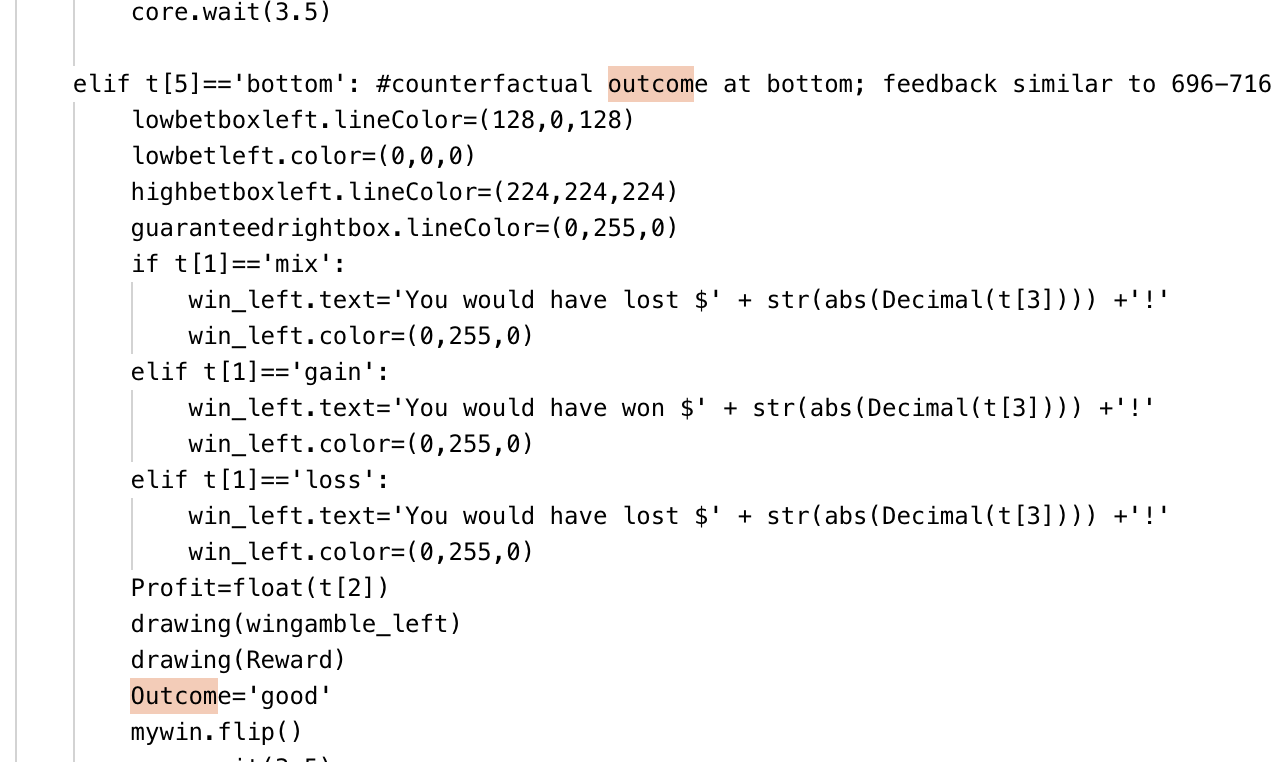 core.wait(3.5)
elif t[5]=='bottom': #counterfactual outcome at bottom; feedback similar to 696-716
lowbetboxleft.lineColor=(128,0,128)
lowbetleft.color=(0,0,0)
highbetboxleft.lineColor=(224,224,224)
guaranteedrightbox.lineColor=(0,255,0)
if t[1]=='mix':
win_left.text='You would have lost $' + str(abs(Decimal(t[3]))) +'!'
win_left.color=(0,255,0)
elif t[1]=='gain':
win_left.text='You would have won $' + str(abs(Decimal(t[3]))) +'!'
win_left.color=(0,255,0)
elif t[1]=='loss':
win_left.text='You would have lost $' + str(abs(Decimal(t[3]))) +'!'
win_left.color=(0,255,0)
Profit=float(t[2])
drawing(wingamble_left)
drawing(Reward)
Outcome='good'
mywin.flip()